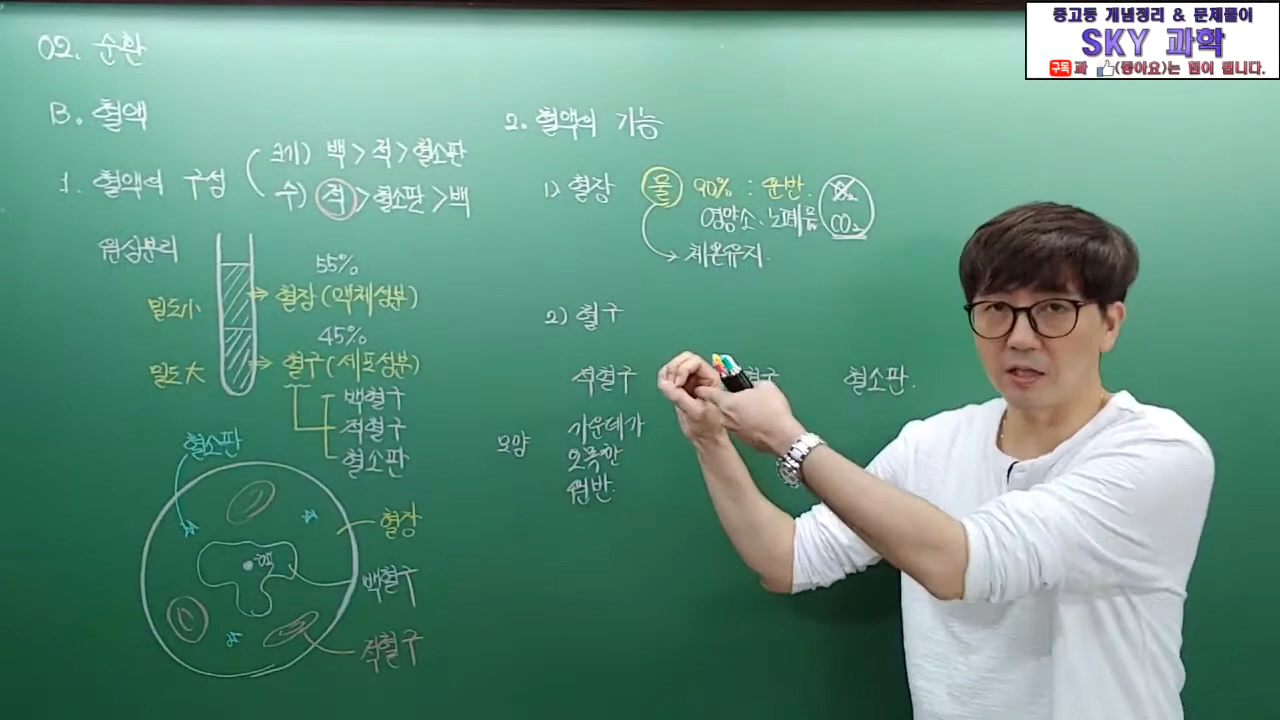 중고등 개념정리 & 문제풀이
SKY 과학
구독과 (좋아요)는 힘이 됩니다.
02. 순환
B. 혈액
1. 혈액의 구성
크기) 백 > 적 > 혈소판
수) 적 > 혈소판 > 백
원심분리
55%
밀도小
혈장 (액체성분)
45%
밀도 大
혈구 (세포성분)
백혈구
적혈구
혈소판
혈소판
혈장
핵
백혈구
적혈구
2. 혈액의 기능
1) 혈장 물 90% : 운반. O₂
영양소. 노폐물 CO₂
→ 체온유지.
2) 혈구
적혈구 혈구 혈소판.
모양
가운데가
오목한
원반.